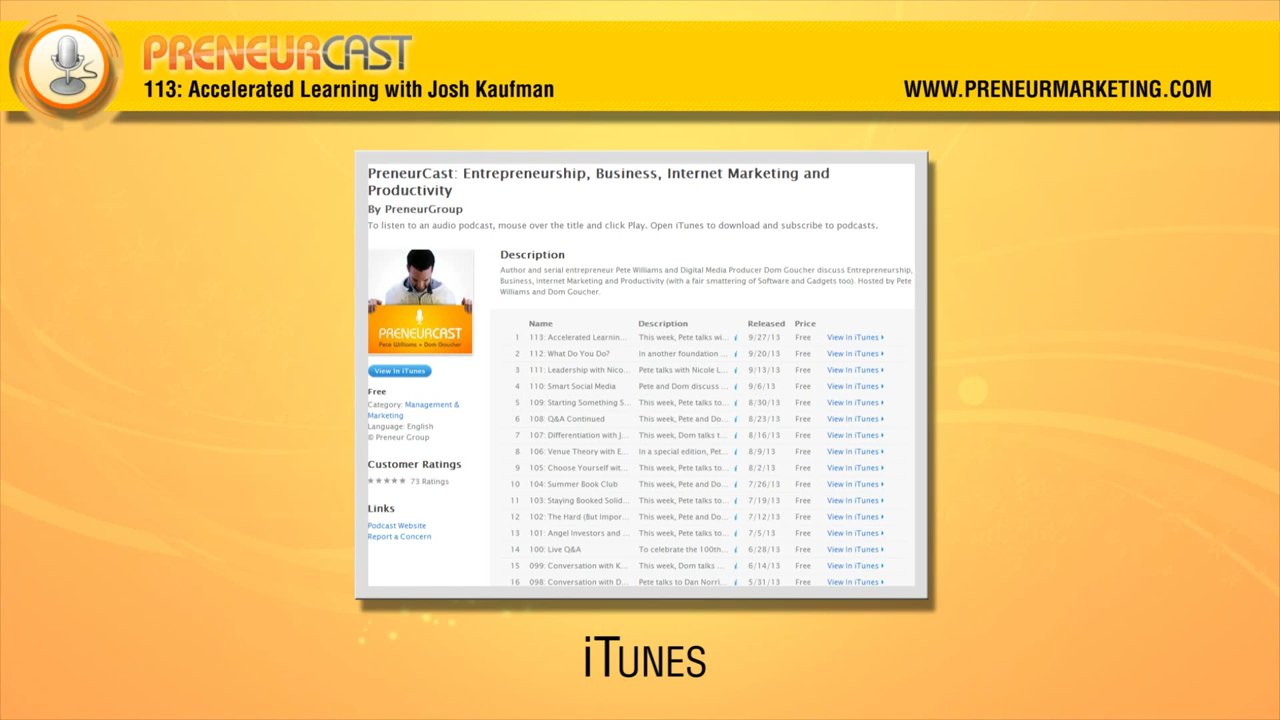 PRENEURCAST
113: Accelerated Learning with Josh Kaufman
WWW.PRENEURMARKETING.COM
PreneurCast: Entrepreneurship, Business, Internet Marketing and
Productivity
By PreneurGroup
To listen to an audio podcast, mouse over the title and click Play. Open iTunes to download and subscribe to podcasts.
PRENEURCAST
Pete Williams + Dom Goucher
View In iTunes
Free
Category: Management &
Marketing
Language: English
© Preneur Group
Customer Ratings
★★★★★ 73 Ratings
Links
Podcast Website
Report a Concern
Description
Author and serial entrepreneur Pete Williams and Digital Media Producer Dom Goucher discuss Entrepreneurship,
Business, Internet Marketing and Productivity (with a fair smattering of Software and Gadgets too). Hosted by Pete
Williams and Dom Goucher.
Name Description Released Price
1 113: Accelerated Learnin... This week, Pete talks wi... i 9/27/13 Free View In iTunes
2 112: What Do You Do? In another foundation ... i 9/20/13 Free View In iTunes
3 111: Leadership with Nico... Pete talks with Nicole L... i 9/13/13 Free View In iTunes
4 110: Smart Social Media Pete and Dom discuss ... i 9/6/13 Free View In iTunes
5 109: Starting Something S... This week, Pete talks to... i 8/30/13 Free View In iTunes
6 108: Q&A Continued This week, Pete and Do... i 8/23/13 Free View In iTunes
7 107: Differentiation with J... This week, Dom talks t... i 8/16/13 Free View In iTunes
8 106: Venue Theory with E... In a special edition, Pet... i 8/9/13 Free View In iTunes
9 105: Choose Yourself wit... This week, Pete talks to... i 8/2/13 Free View In iTunes
10 104: Summer Book Club This week, Pete and Do... i 7/26/13 Free View In iTunes
11 103: Staying Booked Solid... This week, Pete talks to... i 7/19/13 Free View In iTunes
12 102: The Hard (But Impor... This week, Pete and Do... i 7/12/13 Free View In iTunes
13 101: Angel Investors and ... This week, Pete talks to... i 7/5/13 Free View In iTunes
14 100: Live Q&A To celebrate the 100th... i 6/28/13 Free View In iTunes
15 099: Conversation with K... This week, Dom talks ... i 6/14/13 Free View In iTunes
16 098: Conversation with D... Pete talks to Dan Norri... i 5/31/13 Free View In iTunes
iTUNES